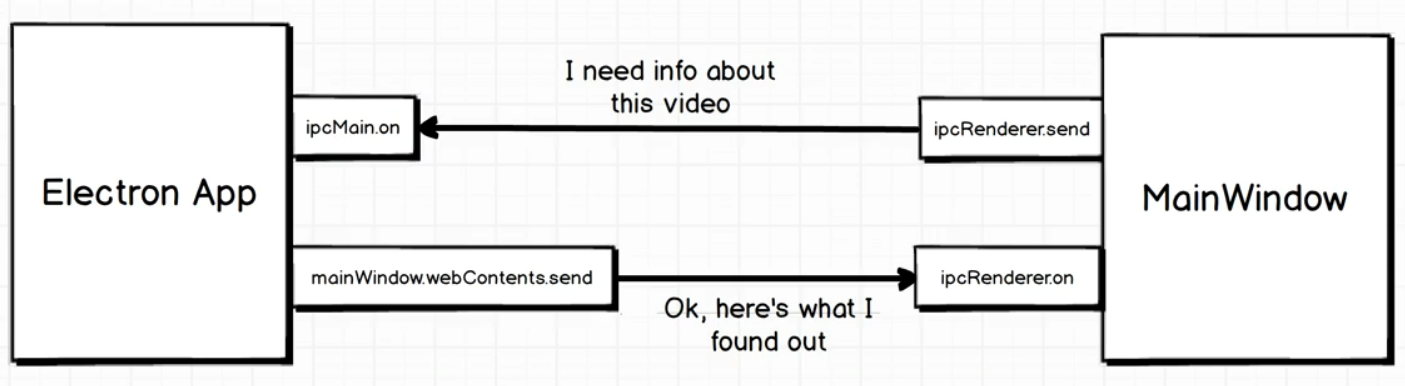 I need info about
this video
ipcMain.on
ipcRenderer.send
Electron App
MainWindow
mainWindow.webContents.send
ipcRenderer.on
Ok, here's what I
found out